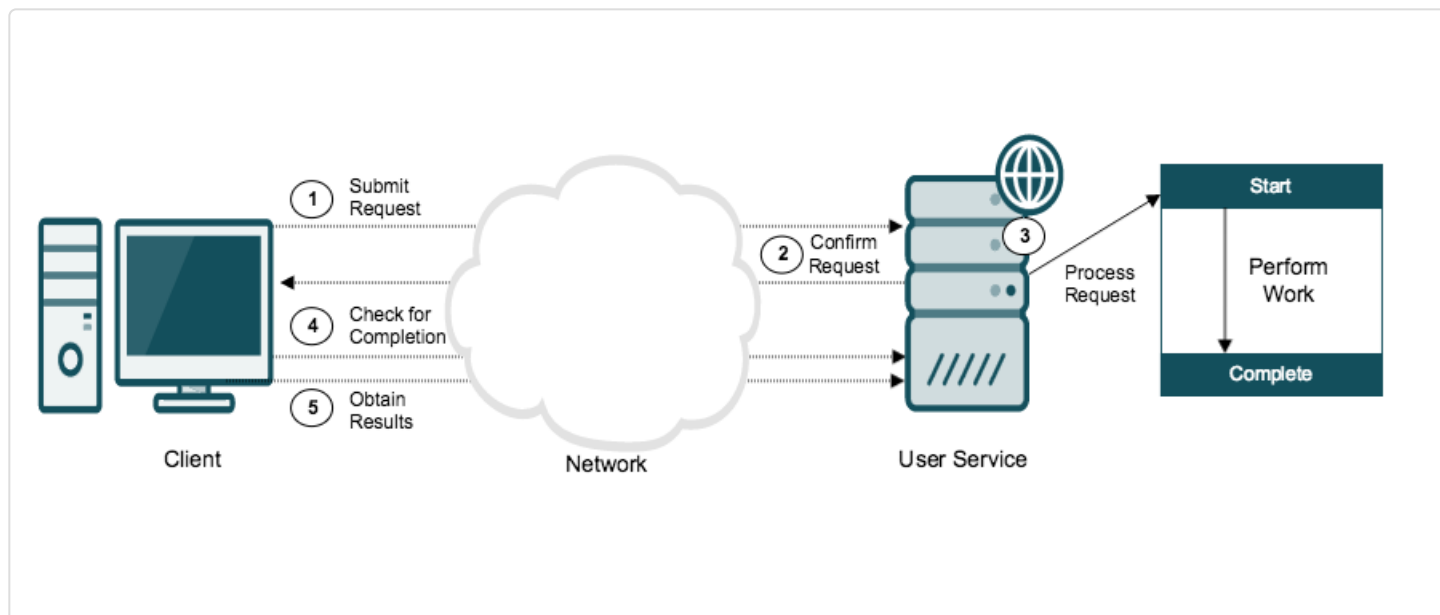 1
Submit
Request
2
Confirm
Request
3
Process
Request
Start
Perform
Work
Complete
4
Check for
Completion
5
Obtain
Results
Client
Network
User Service